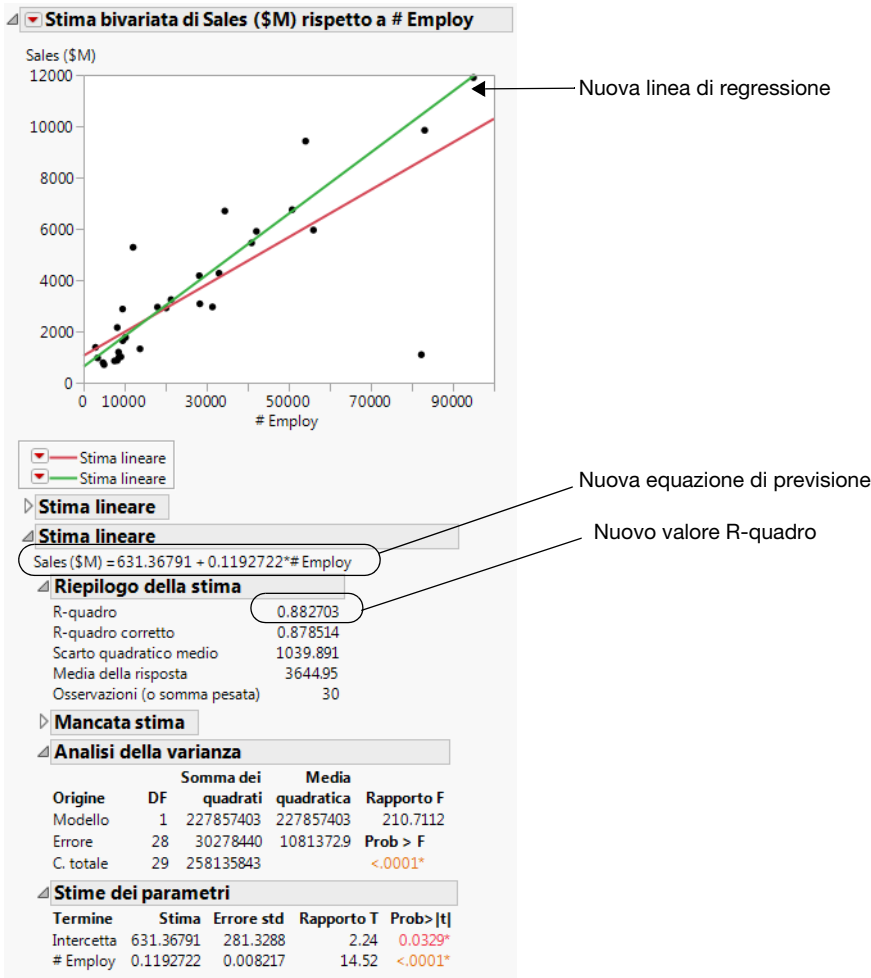 Stima bivariata di Sales ($M) rispetto a # Employ
Sales ($M)
12000
10000
8000
6000
4000
2000
0
0 10000 30000 50000 70000 90000
# Employ
Nuova linea di regressione
Stima lineare
Stima lineare
Stima lineare
Stima lineare
Nuova equazione di previsione
Sales ($M) = 631.36791 + 0.1192722*# Employ
Nuovo valore R-quadro
Riepilogo della stima
R-quadro 0.882703
R-quadro corretto 0.878514
Scarto quadratico medio 1039.891
Media della risposta 3644.95
Osservazioni (o somma pesata) 30
Mancata stima
Analisi della varianza
Somma dei Media
Origine DF quadrati quadratica Rapporto F
Modello 1 227857403 227857403 210.7112
Errore 28 30278440 1081372.9 Prob > F
C. totale 29 258135843 <.0001*
Stime dei parametri
Termine Stima Errore std Rapporto T Prob>|t|
Intercetta 631.36791 281.3288 2.24 0.0329*
# Employ 0.1192722 0.008217 14.52 <.0001*